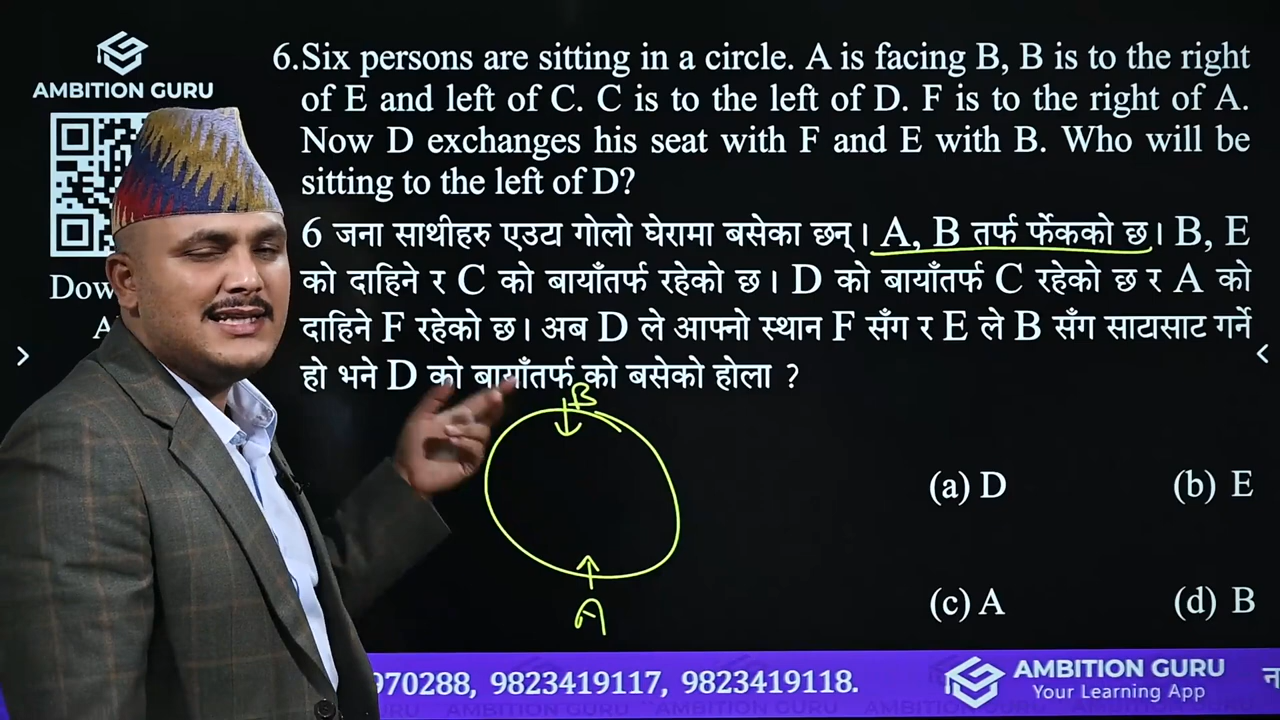 AMBITION GURU
6.Six persons are sitting in a circle. A is facing B, B is to the right
of E and left of C. C is to the left of D. F is to the right of A.
Now D exchanges his seat with F and E with B. Who will be
sitting to the left of D?
6 जना साथीहरु एउटा गोलो घेरामा बसेका छन् । A, B तर्फ फर्केको छ । B, E
को दाहिने र C को बायाँतर्फ रहेको छ । D को बायाँतर्फ C रहेको छ र A को
दाहिने F रहेको छ । अब D ले आफ्नो स्थान F सँग र E ले B सँग साटासाट गर्ने
हो भने D को बायाँतर्फ को बसेको होला ?
B
A
(a) D
(b) E
(c) A
(d) B
970288, 9823419117, 9823419118.
AMBITION GURU
Your Learning App